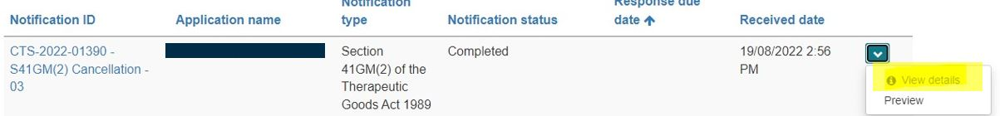 Notification ID
Application name
Notification
type
Notification status
Response due
date
Received date
CTS-2022-01390 -
S41GM(2) Cancellation -
03
Section
41GM(2) of the
Therapeutic
Goods Act 1989
Completed
19/08/2022 2:56
PM
View details
Preview